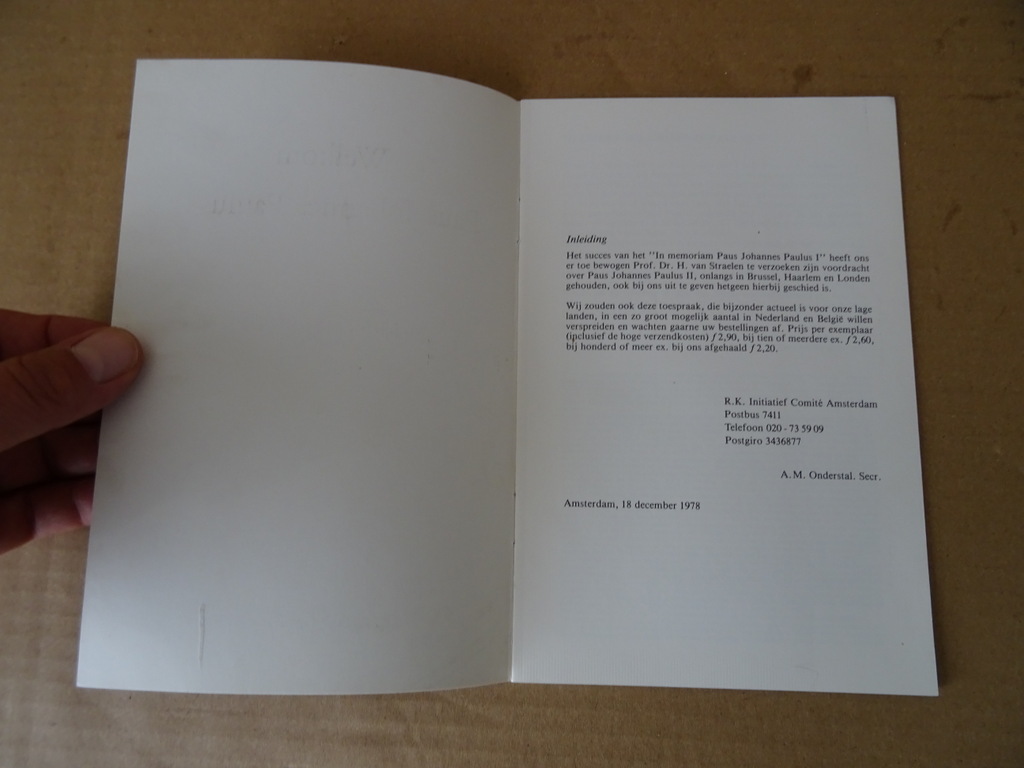 Inleiding
Het succes van het "In memoriam Paus Johannes Paulus I" heeft ons
er toe bewogen Prof. Dr. H. van Straelen te verzoeken zijn voordracht
over Paus Johannes Paulus II, onlangs in Brussel, Haarlem en Londen
gehouden, ook bij ons uit te geven hetgeen hierbij geschied is.
Wij zouden ook deze toespraak, die bijzonder actueel is voor onze lage
landen, in een zo groot mogelijk aantal in Nederland en België willen
verspreiden en wachten gaarne uw bestellingen af. Prijs per exemplaar
(inclusief de hoge verzendkosten) ƒ 2,90, bij tien of meerdere ex. ƒ 2,60,
bij honderd of meer ex. bij ons afgehaald ƒ 2,20.
R.K. Initiatief Comitè Amsterdam
Postbus 7411
Telefoon 020 - 73 59 09
Postgiro 3436877
A.M. Onderstal. Secr.
Amsterdam, 18 december 1978